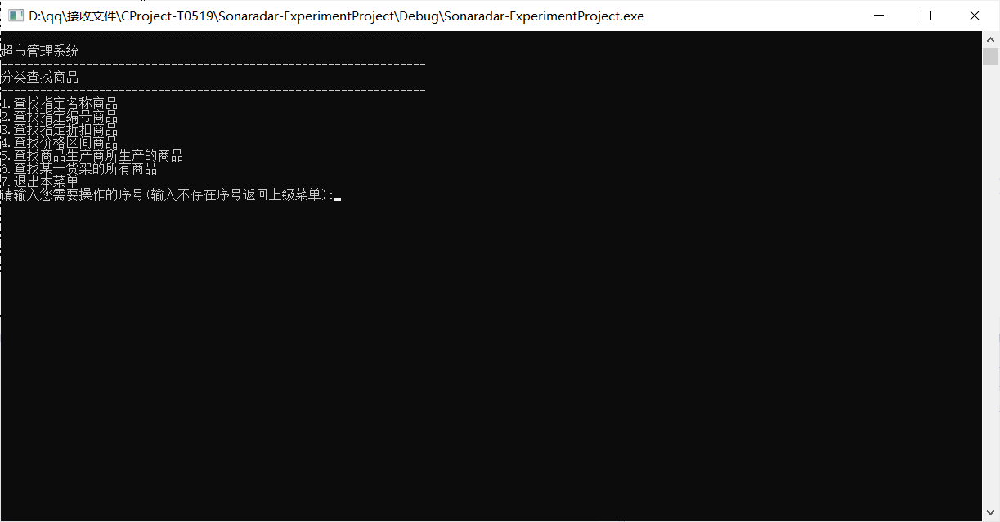 D:\qq\接收文件\CProject-T0519\Sonaradar-ExperimentProject\Debug\Sonaradar-ExperimentProject.exe
-----------------------------------------------------------------
超市管理系统
-----------------------------------------------------------------
分类查找商品
-----------------------------------------------------------------
1.查找指定名称商品
2.查找指定编号商品
3.查找指定折扣商品
4.查找价格区间商品
5.查找商品生产商所生产的商品
6.查找某一货架的所有商品
7.退出本菜单
请输入您需要操作的序号(输入不存在序号返回上级菜单):